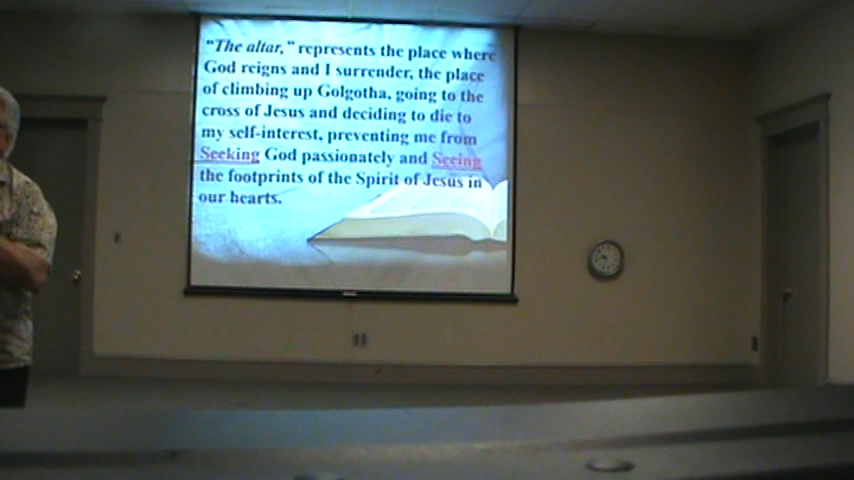 "The altar," represents the place where
God reigns and I surrender, the place
of climbing up Golgotha, going to the
cross of Jesus and deciding to die to
my self-interest, preventing me from
Seeking God passionately and Seeing
the footprints of the Spirit of Jesus in
our hearts.